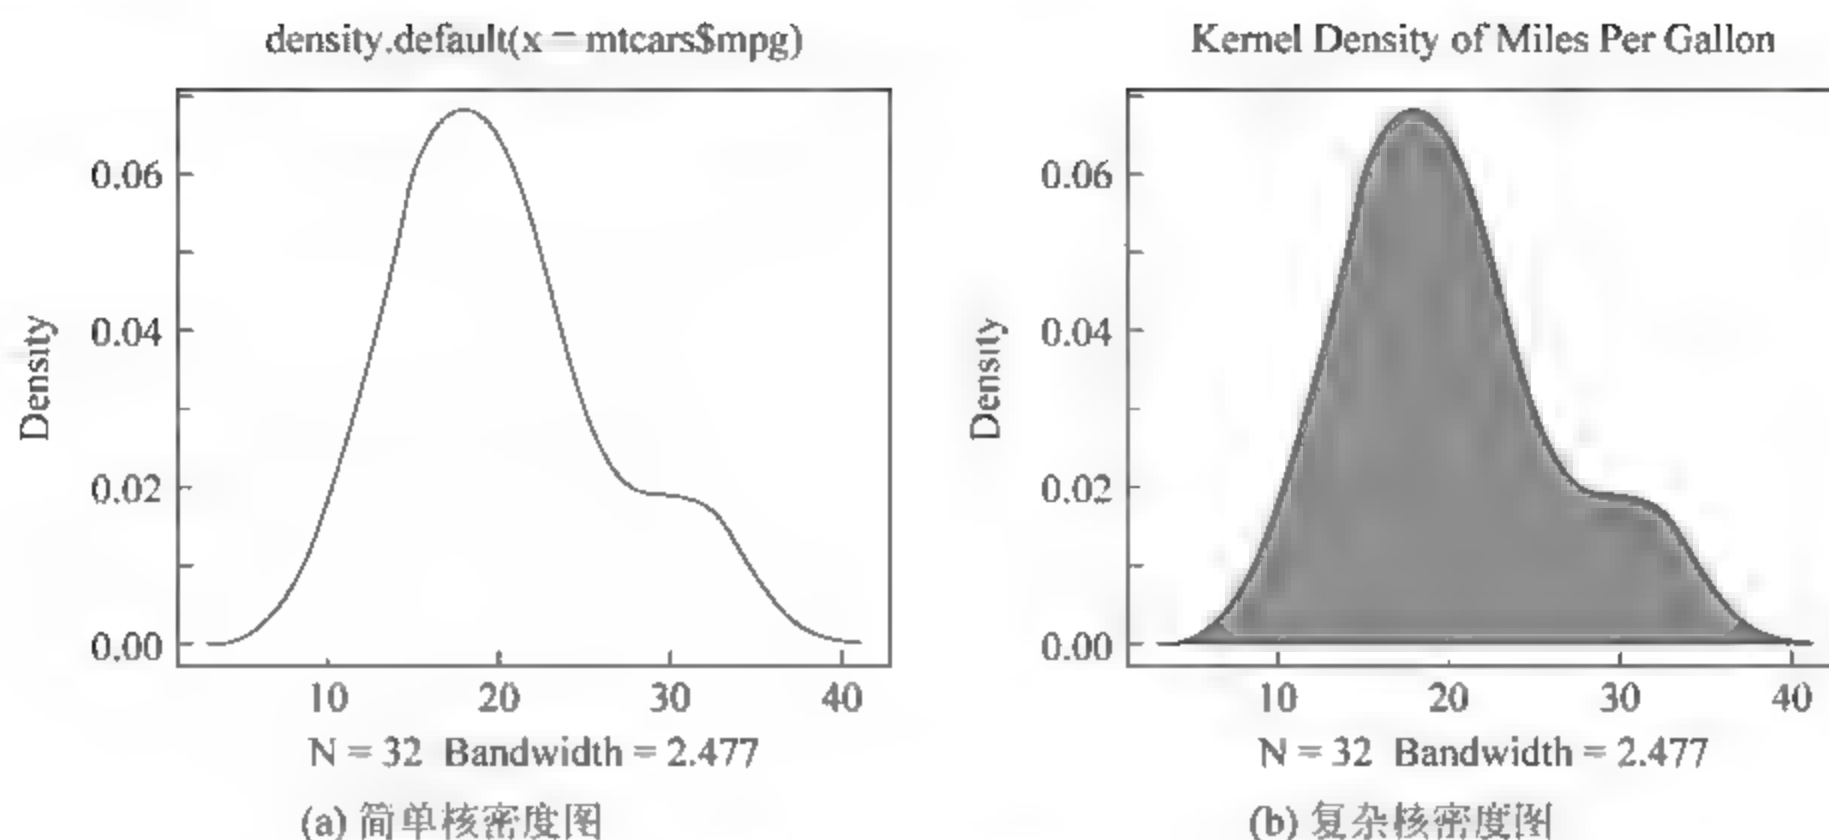 density.default(x = mtcars$mpg)
Density
0.06
0.04
0.02
0.00
10 20 30 40
N = 32 Bandwidth = 2.477
(a) 简单核密度图
Kernel Density of Miles Per Gallon
Density
0.06
0.04
0.02
0.00
10 20 30 40
N = 32 Bandwidth = 2.477
(b) 复杂核密度图